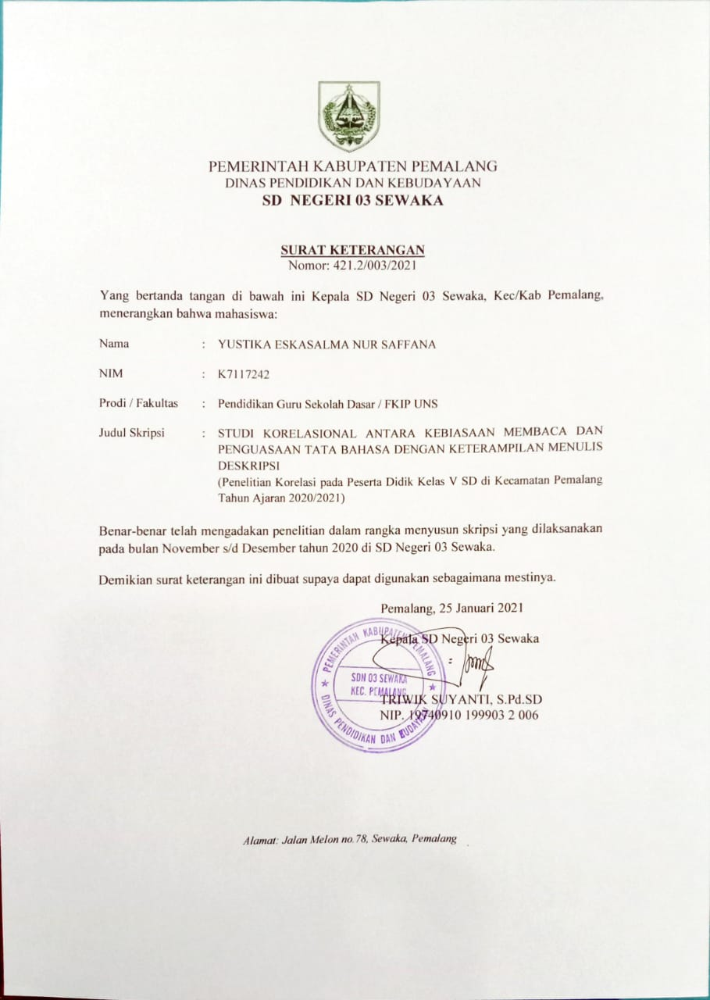 PEMERINTAH KABUPATEN PEMALANG
DINAS PENDIDIKAN DAN KEBUDAYAAN
SD NEGERI 03 SEWAKA
SURAT KETERANGAN
Nomor: 421.2/003/2021
Yang bertanda tangan di bawah ini Kepala SD Negeri 03 Sewaka, Kec/Kab Pemalang,
menerangkan bahwa mahasiswa:
Nama : YUSTIKA ESKASALMA NUR SAFFANA
NIM : K7117242
Prodi / Fakultas : Pendidikan Guru Sekolah Dasar / FKIP UNS
Judul Skripsi : STUDI KORELASIONAL ANTARA KEBIASAAN MEMBACA DAN
PENGUASAAN TATA BAHASA DENGAN KETERAMPILAN MENULIS
DESKRIPSI
(Penelitian Korelasi pada Peserta Didik Kelas V SD di Kecamatan Pemalang
Tahun Ajaran 2020/2021)
Benar-benar telah mengadakan penelitian dalam rangka menyusun skripsi yang dilaksanakan
pada bulan November s/d Desember tahun 2020 di SD Negeri 03 Sewaka.
Demikian surat keterangan ini dibuat supaya dapat digunakan sebagaimana mestinya.
Pemalang, 25 Januari 2021
Kepala SD Negeri 03 Sewaka
PEMERINTAH KABUPATEN PEMALANG
SDN 03 SEWAKA
KEC. PEMALANG
DINAS PENDIDIKAN DAN
TRIWIK SUYANTI, S.Pd.SD
NIP. 19740910 199903 2 006
Alamat: Jalan Melon no.78, Sewaka, Pemalang